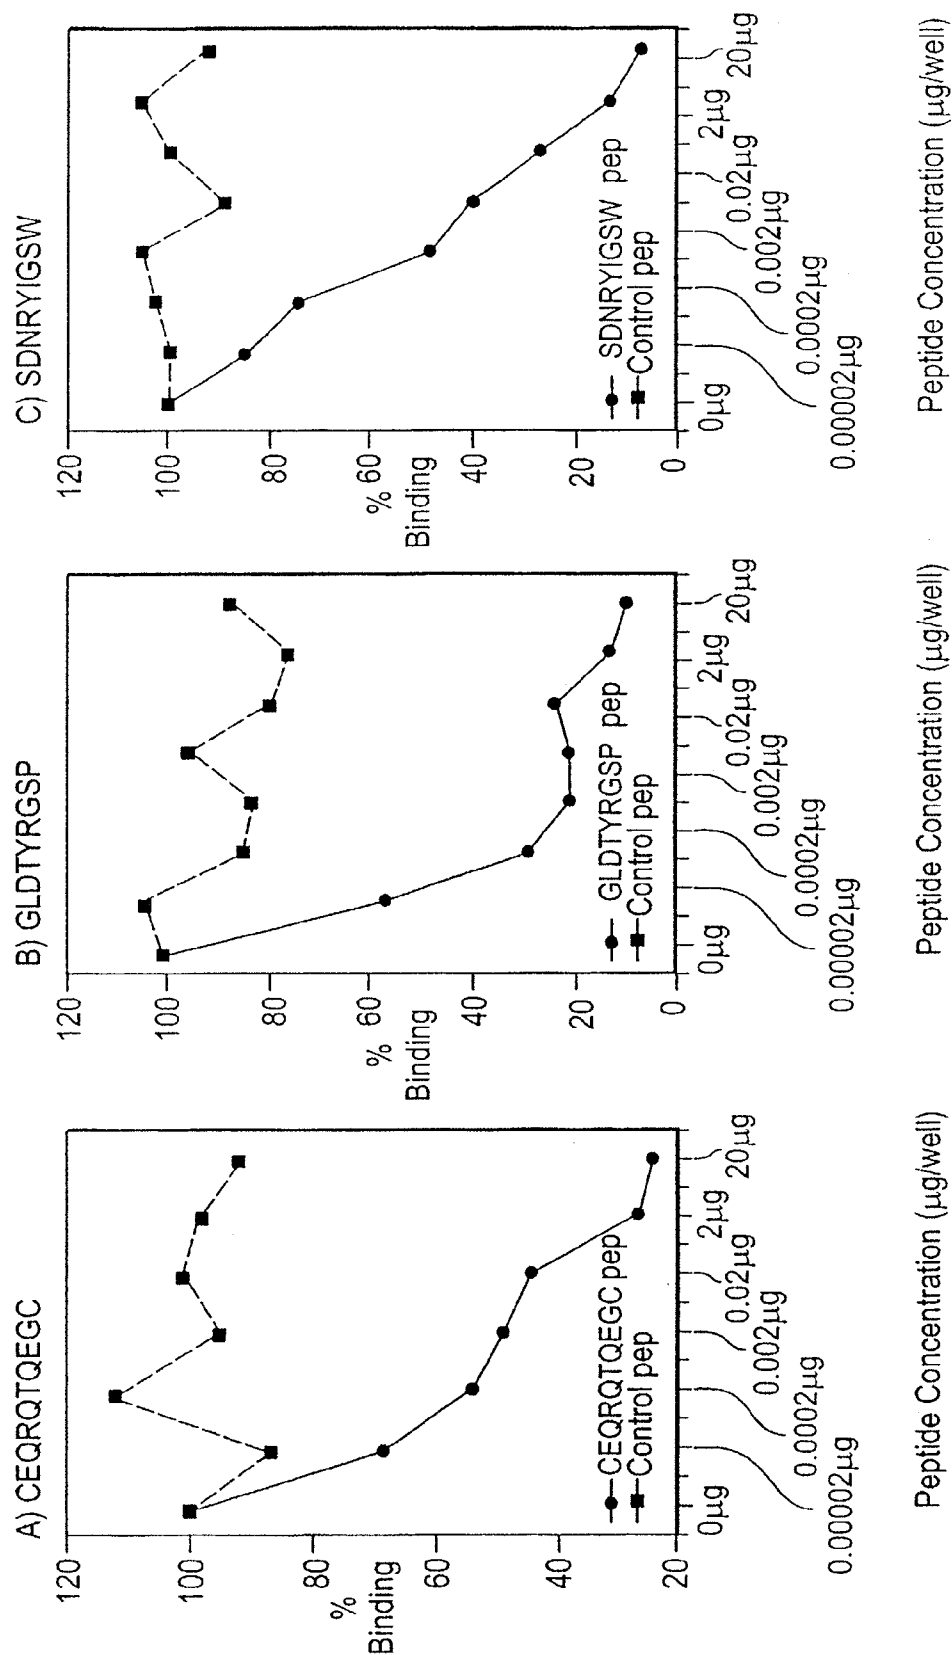 A) CEQRQTQEGC
120
100
80
60
40
20
%
Binding
CEQRQTQEGC pep
Control pep
0µg
0.00002µg
0.0002µg
0.002µg
0.02µg
2µg
20µg
Peptide Concentration (µg/well)
B) GLDTYRGSP
120
100
80
60
40
20
0
%
Binding
GLDTYRGSP pep
Control pep
0µg
0.00002µg
0.0002µg
0.002µg
0.02µg
2µg
20µg
Peptide Concentration (µg/well)
C) SDNRYIGSW
120
100
80
60
40
20
0
%
Binding
SDNRYIGSW pep
Control pep
0µg
0.00002µg
0.0002µg
0.002µg
0.02µg
2µg
20µg
Peptide Concentration (µg/well)